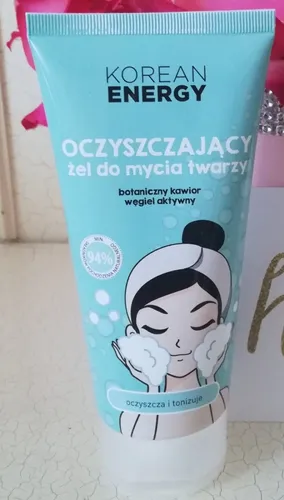 KOREAN
ENERGY
OCZYSZCZAJĄCY
żel do mycia twarzy
botaniczny kawior
węgiel aktywny
94%
oczyszcza i tonizuje